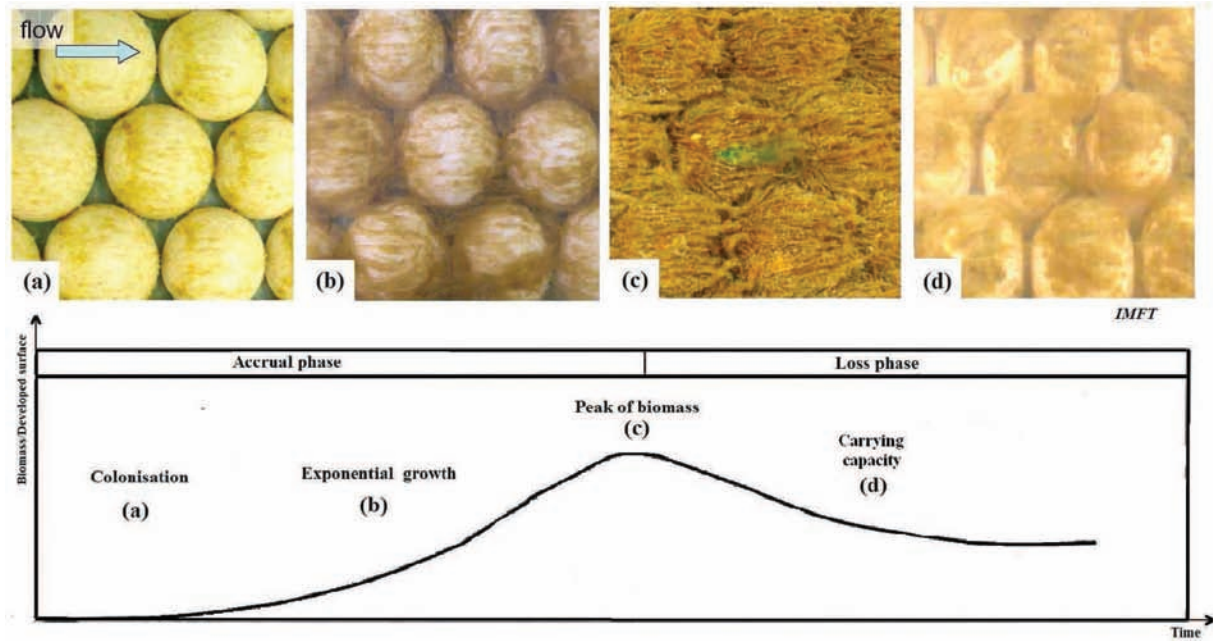 flow
(a)
(b)
(c)
(d)
IMFT
Biomass/Developed surface
Accrual phase
Loss phase
Peak of biomass
(c)
Carrying
capacity
(d)
Exponential growth
(b)
Colonisation
(a)
Time